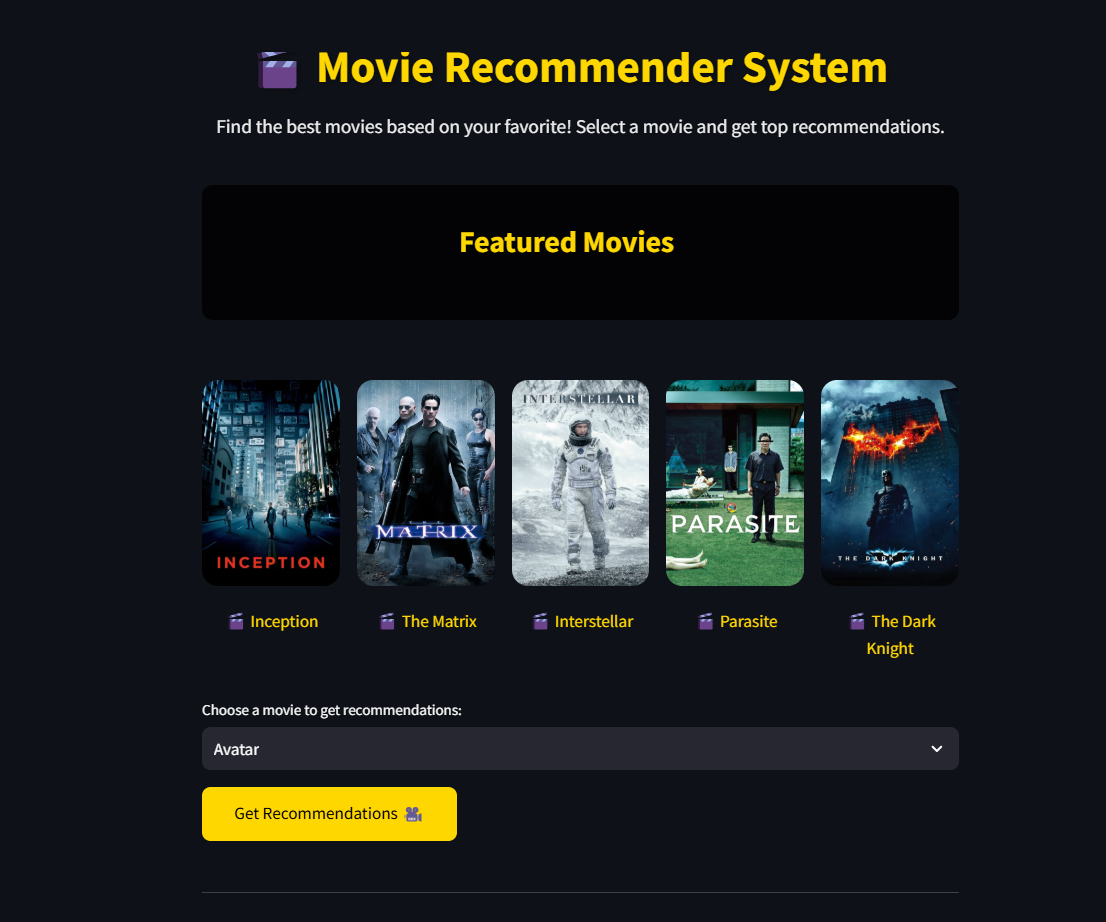 🎬 Movie Recommender System
Find the best movies based on your favorite! Select a movie and get top recommendations.
Featured Movies
INTERSTELLAR
THE
MATRIX
PARASITE
INCEPTION
THE DARK KNIGHT
🎬 Inception
🎬 The Matrix
🎬 Interstellar
🎬 Parasite
🎬 The Dark
Knight
Choose a movie to get recommendations:
Avatar
Get Recommendations 🎥